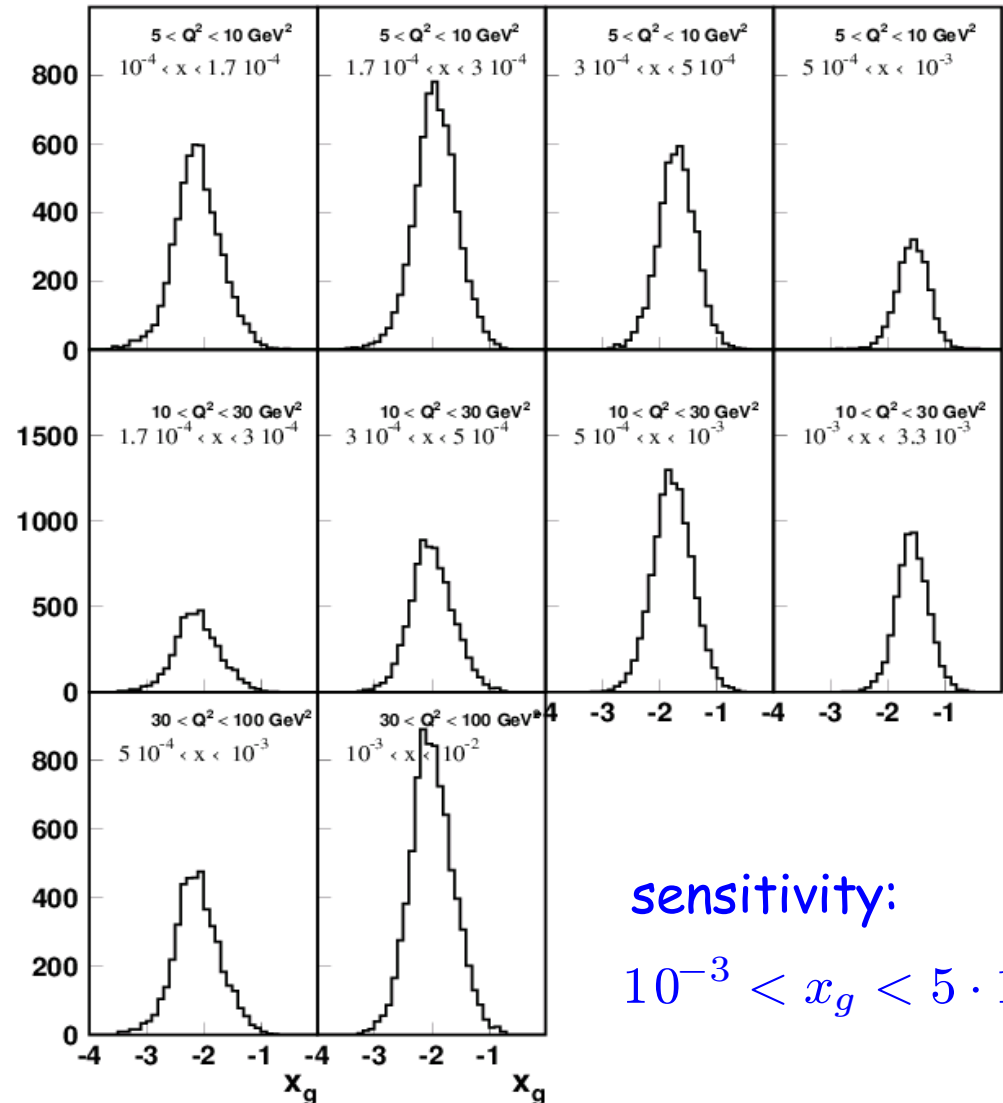 5 < Q² < 10 GeV²
10⁻⁴ < x < 1.7 10⁻⁴
5 < Q² < 10 GeV²
1.7 10⁻⁴ < x < 3 10⁻⁴
5 < Q² < 10 GeV²
3 10⁻⁴ < x < 5 10⁻⁴
5 < Q² < 10 GeV²
5 10⁻⁴ < x < 10⁻³
800
600
400
200
0
10 < Q² < 30 GeV²
1.7 10⁻⁴ < x < 3 10⁻⁴
10 < Q² < 30 GeV²
3 10⁻⁴ < x < 5 10⁻⁴
10 < Q² < 30 GeV²
5 10⁻⁴ < x < 10⁻³
10 < Q² < 30 GeV²
10⁻³ < x < 3.3 10⁻³
1500
1000
500
0
-4 -3 -2 -1 -4 -3 -2 -1
30 < Q² < 100 GeV²
5 10⁻⁴ < x < 10⁻³
30 < Q² < 100 GeV²
10⁻³ < x < 10⁻²
800
600
400
200
0
-4 -3 -2 -1 -4 -3 -2 -1
x_g x_g
sensitivity:
10⁻³ < x_g < 5 ·